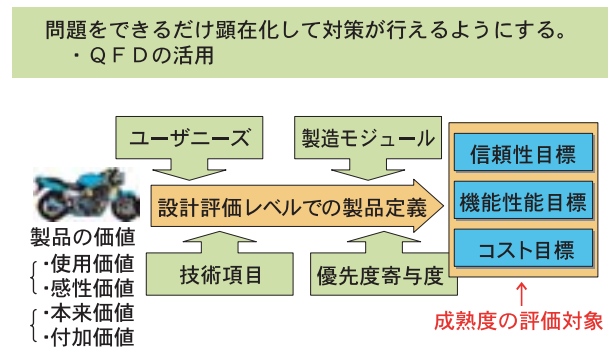 問題をできるだけ顕在化して対策が行えるようにする。
・ＱＦＤの活用
ユーザニーズ
製造モジュール
設計評価レベルでの製品定義
技術項目
優先度寄与度
信頼性目標
機能性能目標
コスト目標
製品の価値
・使用価値
・感性価値
・本来価値
・付加価値
成熟度の評価対象